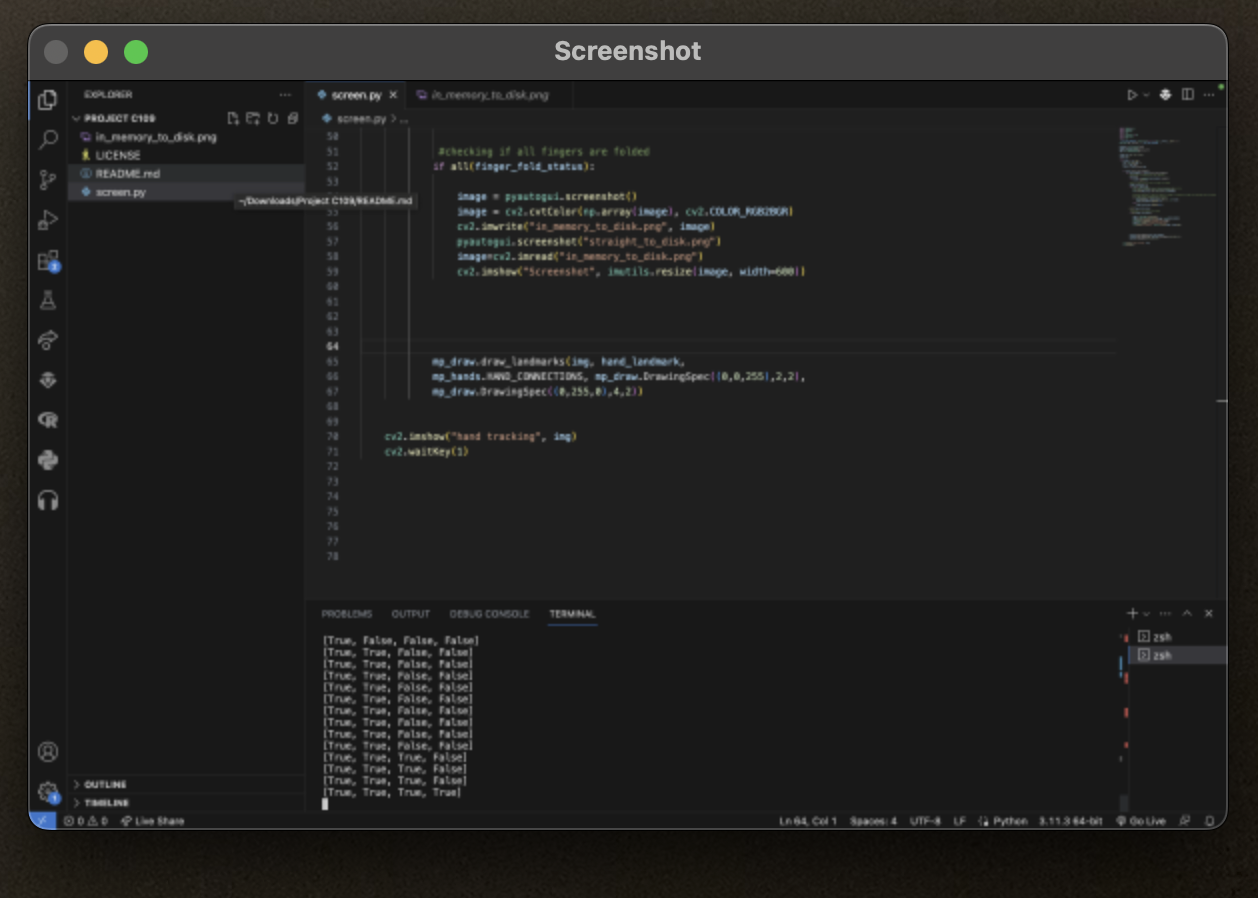 Screenshot
EXPLORER
PROJECT C109
in_memory_to_disk.png
LICENSE
README.md
screen.py
~/Downloads/Project C109/README.md
screen.py
in_memory_to_disk.png
screen.py > ...
50
51 #checking if all fingers are folded
52 if all(finger_fold_status):
53
image = pyautogui.screenshot()
55 image = cv2.cvtColor(np.array(image), cv2.COLOR_RGB2BGR)
56 cv2.imwrite("in_memory_to_disk.png", image)
57 pyautogui.screenshot("straight_to_disk.png")
58 image=cv2.imread("in_memory_to_disk.png")
59 cv2.imshow("Screenshot", imutils.resize(image, width=600))
60
61
62
63
64
65 mp_draw.draw_landmarks(img, hand_landmark,
66 mp_hands.HAND_CONNECTIONS, mp_draw.DrawingSpec((0,0,255),2,2),
67 mp_draw.DrawingSpec((0,255,0),4,2))
68
69
70 cv2.imshow("hand tracking", img)
71 cv2.waitKey(1)
72
73
74
75
76
77
78
PROBLEMS OUTPUT DEBUG CONSOLE TERMINAL
[True, False, False, False]
[True, True, False, False]
[True, True, False, False]
[True, True, False, False]
[True, True, False, False]
[True, True, False, False]
[True, True, False, False]
[True, True, False, False]
[True, True, False, False]
[True, True, False, False]
[True, True, True, False]
[True, True, True, False]
[True, True, True, False]
[True, True, True, True]
zsh
zsh
OUTLINE
TIMELINE
0 0 Live Share
Ln 64, Col 1 Spaces: 4 UTF-8 LF Python 3.11.3 64-bit Go Live